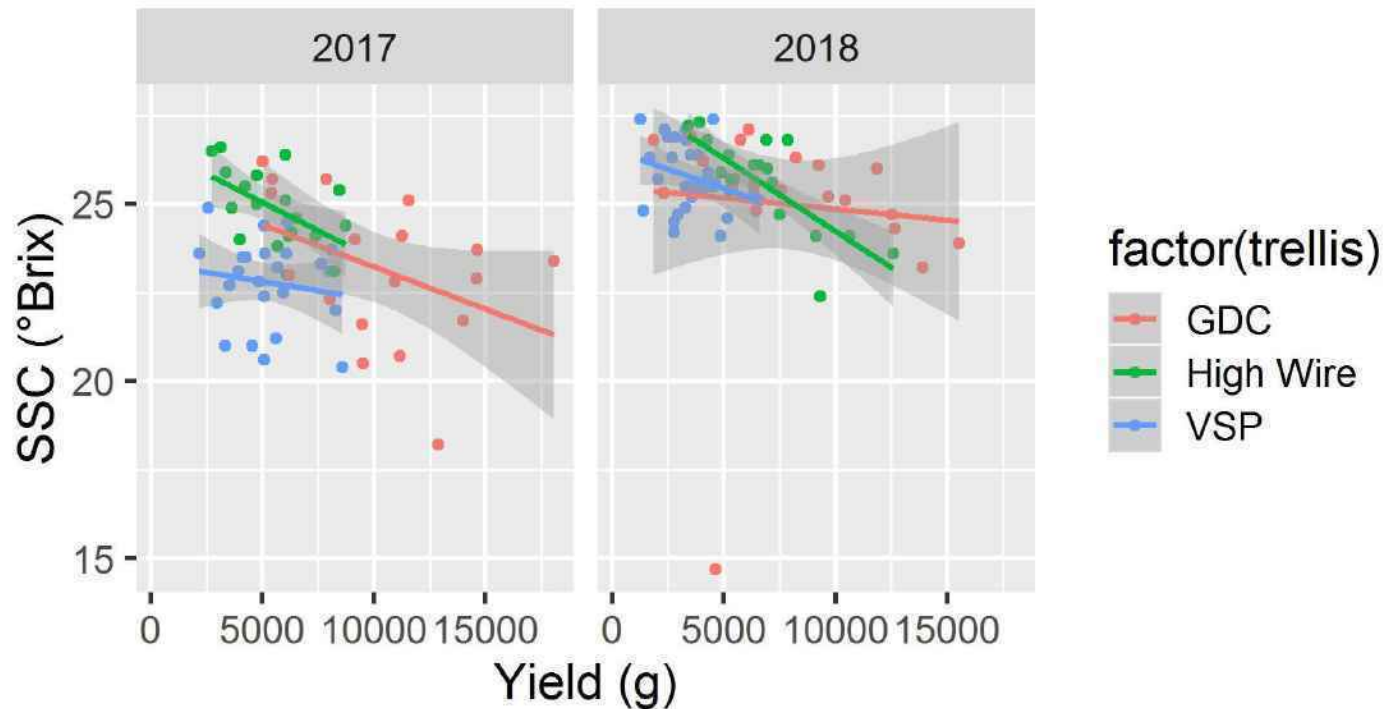 2017
2018
SSC (°Brix)
25
20
15
0 5000 10000 15000
0 5000 10000 15000
Yield (g)
factor(trellis)
GDC
High Wire
VSP